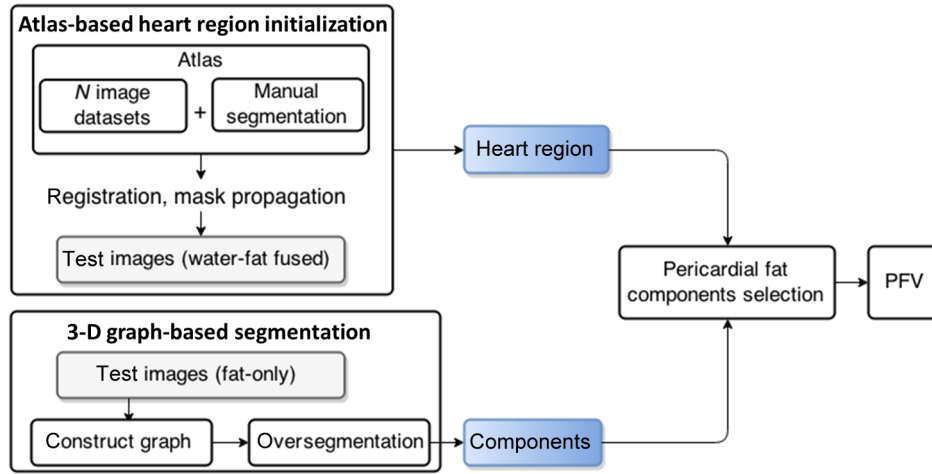 Atlas-based heart region initialization
Atlas
N image
datasets
+
Manual
segmentation
Registration, mask propagation
Test images (water-fat fused)
Heart region
Pericardial fat
components selection
PFV
3-D graph-based segmentation
Test images (fat-only)
Construct graph
Oversegmentation
Components